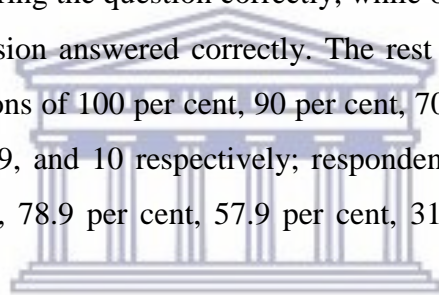 ing the question correctly, while o
sion answered correctly. The rest
ons of 100 per cent, 90 per cent, 70
9, and 10 respectively; responden
, 78.9 per cent, 57.9 per cent, 31